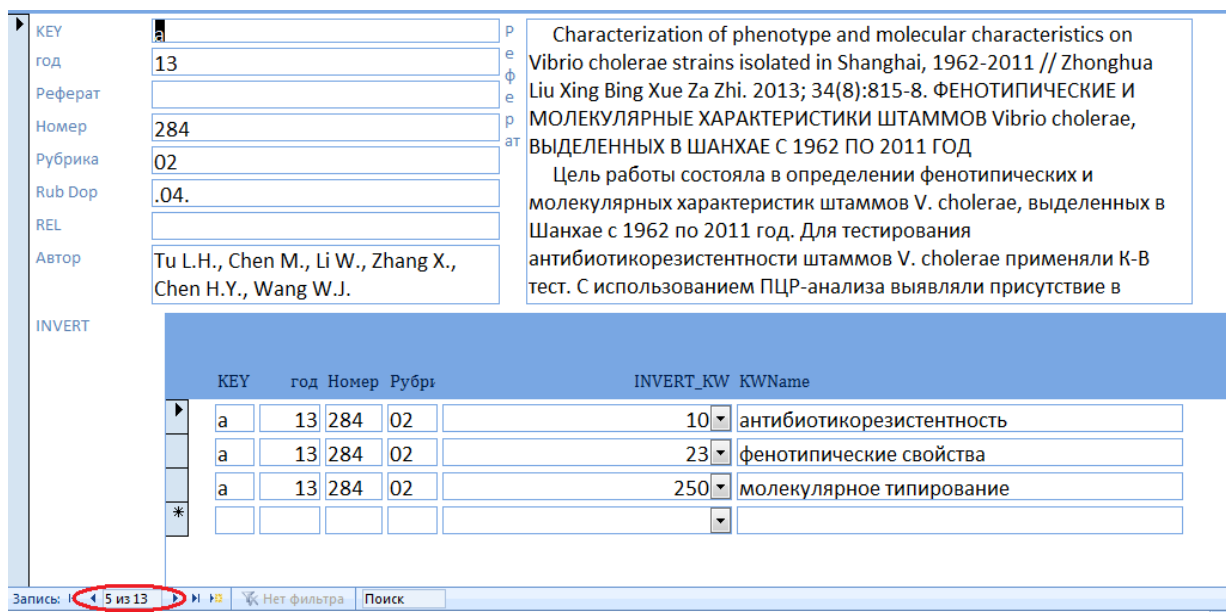 KEY a
год 13
Реферат
Номер 284
Рубрика 02
Rub Dop .04.
REL
Автор Tu L.H., Chen M., Li W., Zhang X.,
Chen H.Y., Wang W.J.
Р
е
ф
е
р
ат
Characterization of phenotype and molecular characteristics on
Vibrio cholerae strains isolated in Shanghai, 1962-2011 // Zhonghua
Liu Xing Bing Xue Za Zhi. 2013; 34(8):815-8. ФЕНОТИПИЧЕСКИЕ И
МОЛЕКУЛЯРНЫЕ ХАРАКТЕРИСТИКИ ШТАММОВ Vibrio cholerae,
ВЫДЕЛЕННЫХ В ШАНХАЕ С 1962 ПО 2011 ГОД
Цель работы состояла в определении фенотипических и
молекулярных характеристик штаммов V. cholerae, выделенных в
Шанхае с 1962 по 2011 год. Для тестирования
антибиотикорезистентности штаммов V. cholerae применяли К-В
тест. С использованием ПЦР-анализа выявляли присутствие в
INVERT
KEY год Номер Рубри INVERT_KW KWName
a 13 284 02 10 антибиотикорезистентность
a 13 284 02 23 фенотипические свойства
a 13 284 02 250 молекулярное типирование
Запись: 5 из 13 Нет фильтра Поиск